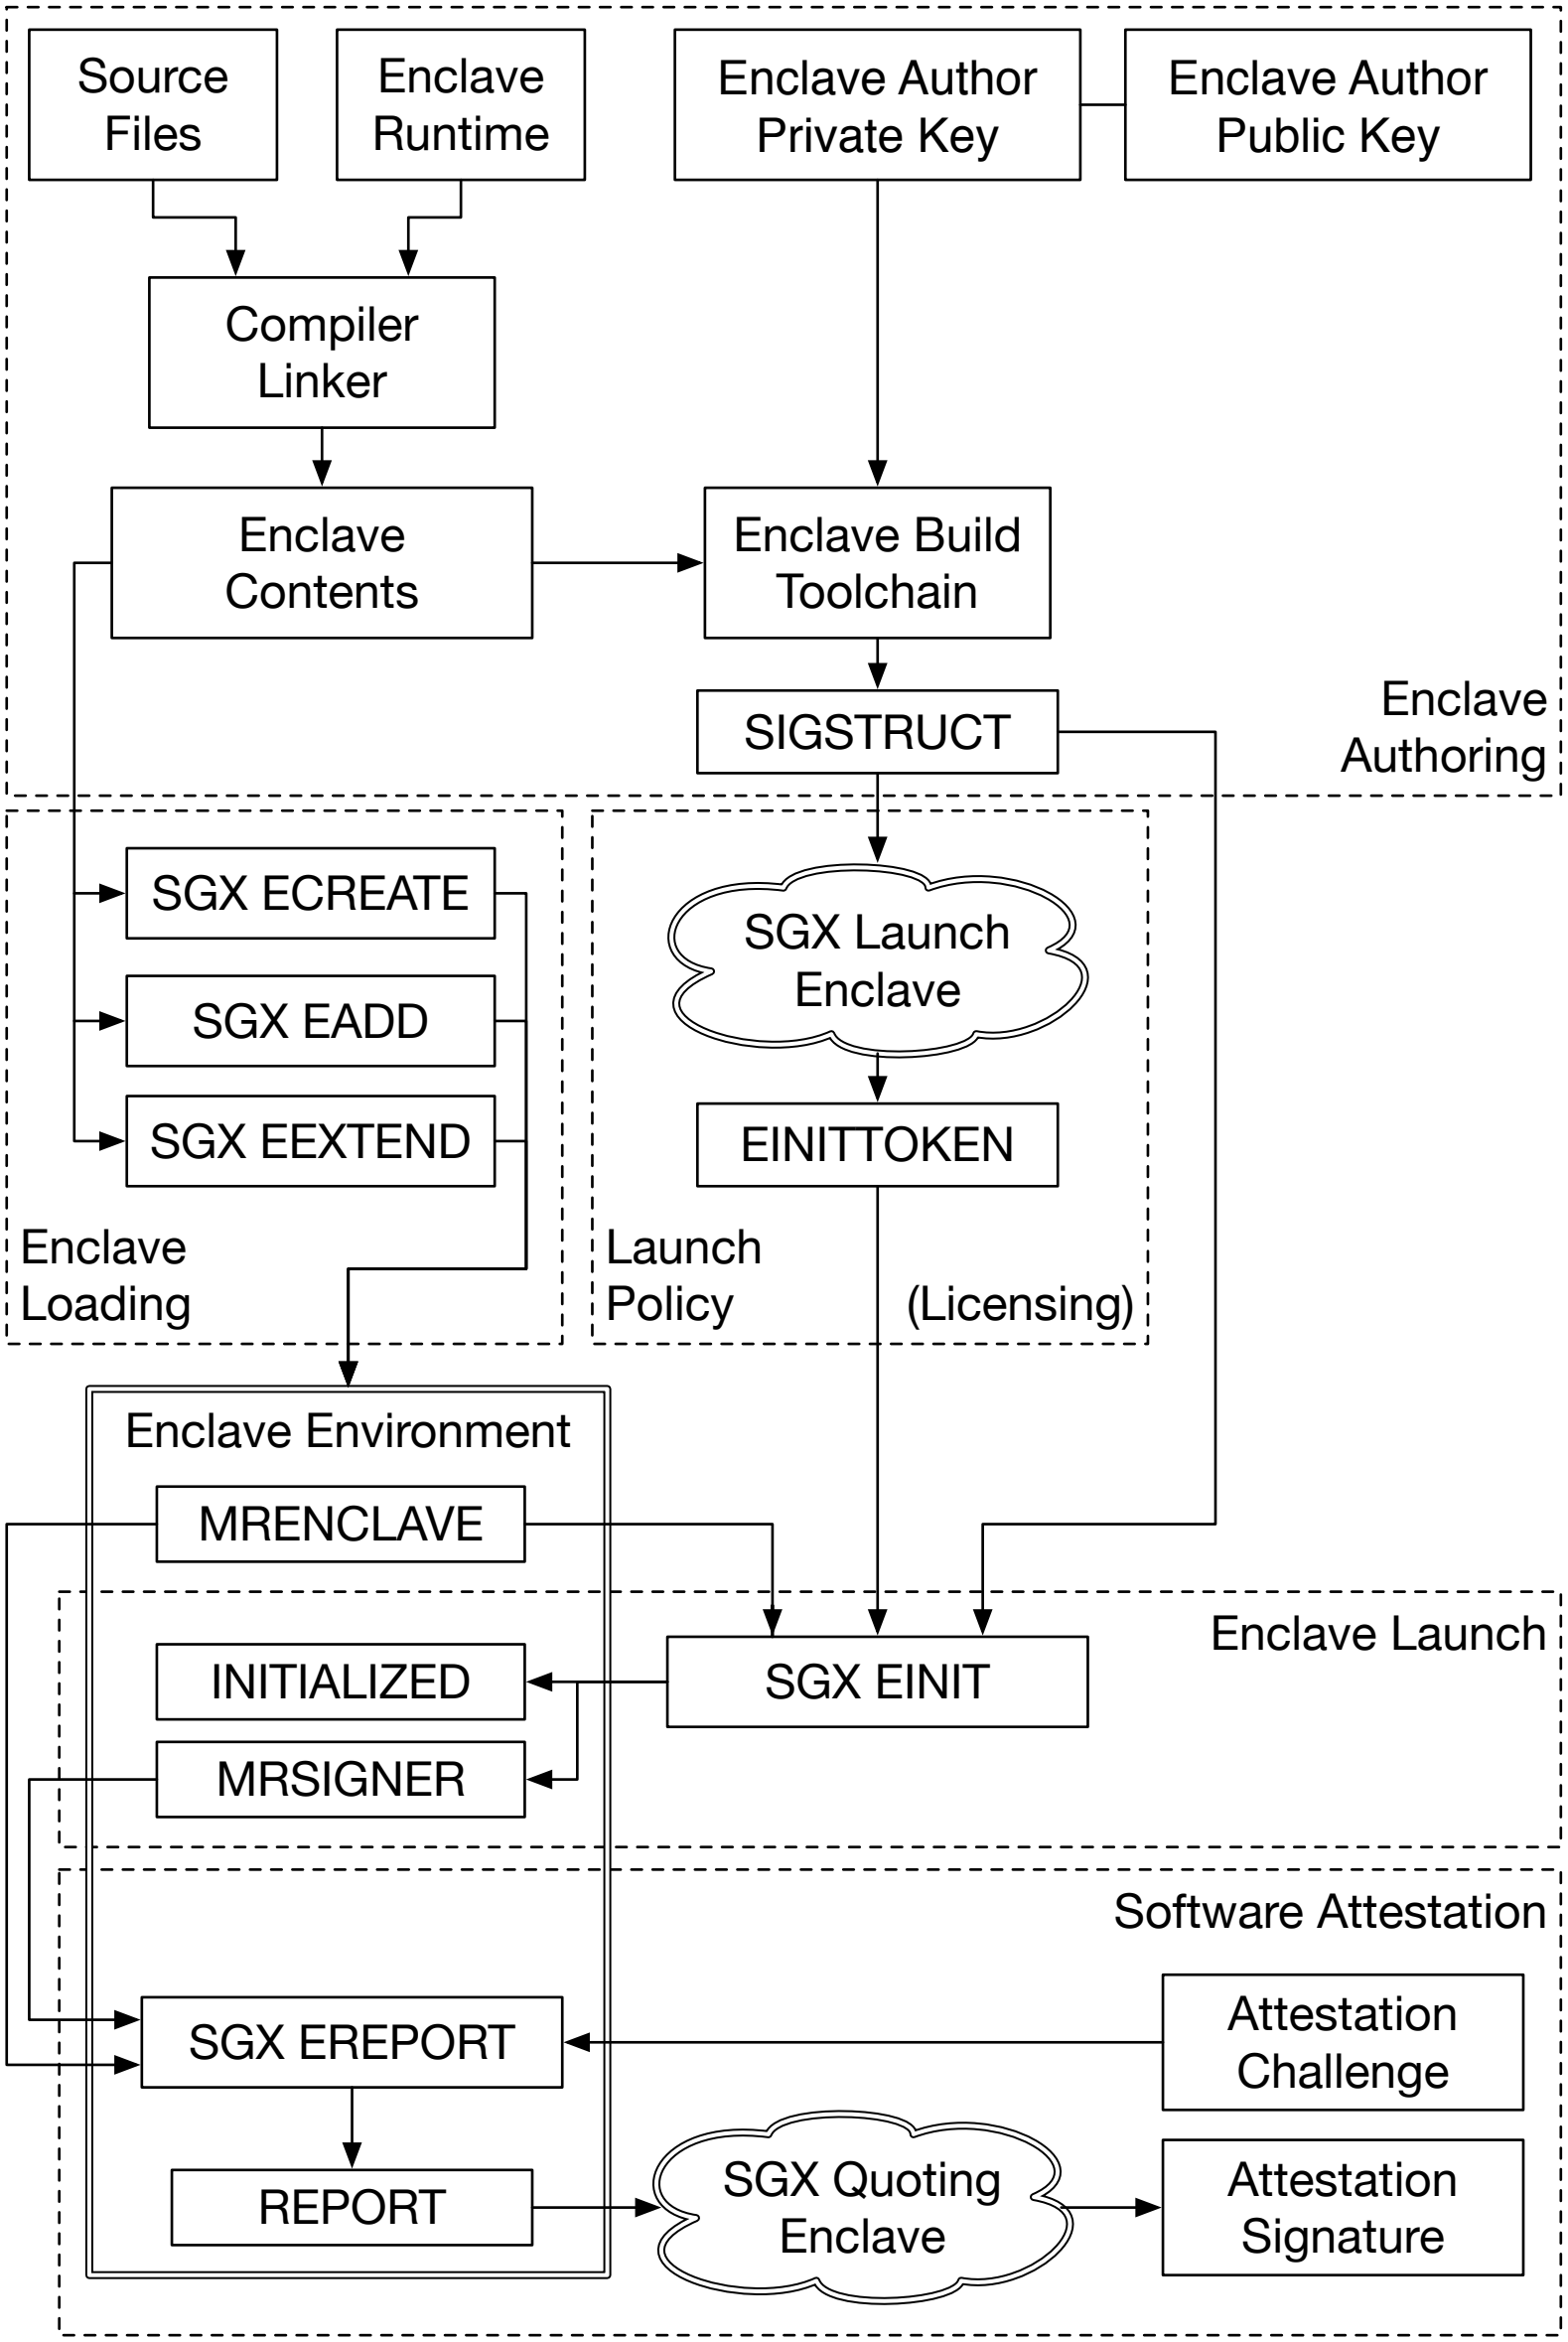 Source
Files
Enclave
Runtime
Enclave Author
Private Key
Enclave Author
Public Key
Compiler
Linker
Enclave
Contents
Enclave Build
Toolchain
SIGSTRUCT
Enclave
Authoring
SGX ECREATE
SGX EADD
SGX EEXTEND
Enclave
Loading
SGX Launch
Enclave
EINITTOKEN
Launch
Policy
(Licensing)
Enclave Environment
MRENCLAVE
Enclave Launch
INITIALIZED
SGX EINIT
MRSIGNER
Software Attestation
SGX EREPORT
Attestation
Challenge
REPORT
SGX Quoting
Enclave
Attestation
Signature